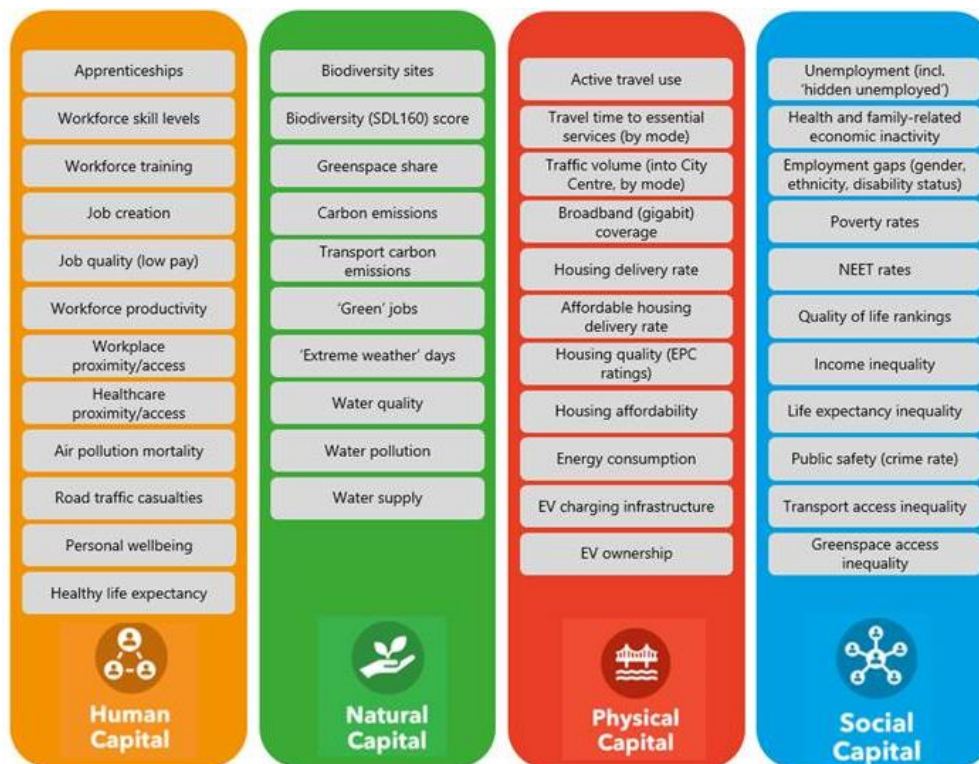 Apprenticeships
Workforce skill levels
Workforce training
Job creation
Job quality (low pay)
Workforce productivity
Workplace
proximity/access
Healthcare
proximity/access
Air pollution mortality
Road traffic casualties
Personal wellbeing
Healthy life expectancy
Human
Capital
Biodiversity sites
Biodiversity (SDL160) score
Greenspace share
Carbon emissions
Transport carbon
emissions
‘Green’ jobs
‘Extreme weather’ days
Water quality
Water pollution
Water supply
Natural
Capital
Active travel use
Travel time to essential
services (by mode)
Traffic volume (into City
Centre, by mode)
Broadband (gigabit)
coverage
Housing delivery rate
Affordable housing
delivery rate
Housing quality (EPC
ratings)
Housing affordability
Energy consumption
EV charging infrastructure
EV ownership
Physical
Capital
Unemployment (incl.
‘hidden unemployed’)
Health and family-related
economic inactivity
Employment gaps (gender,
ethnicity, disability status)
Poverty rates
NEET rates
Quality of life rankings
Income inequality
Life expectancy inequality
Public safety (crime rate)
Transport access inequality
Greenspace access
inequality
Social
Capital